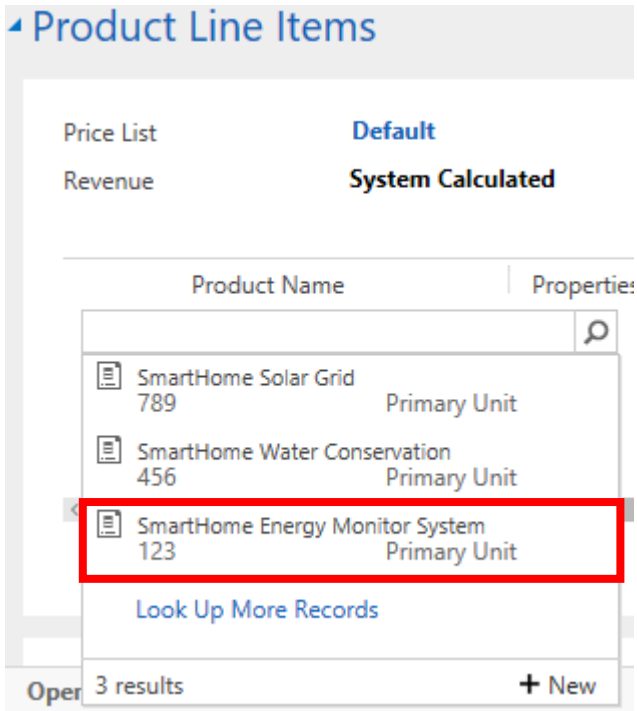 Product Line Items
Price List Default
Revenue System Calculated
Product Name Properties
SmartHome Solar Grid
789 Primary Unit
SmartHome Water Conservation
456 Primary Unit
SmartHome Energy Monitor System
123 Primary Unit
Look Up More Records
3 results + New
Oper